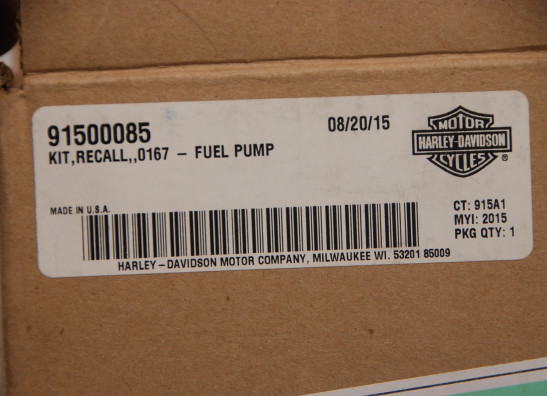 91500085
08/20/15
KIT,RECALL,,0167 – FUEL PUMP
MOTOR
HARLEY-DAVIDSON
CYCLES
®
MADE IN U.S.A.
CT: 915A1
MYI: 2015
PKG QTY: 1
HARLEY–DAVIDSON MOTOR COMPANY, MILWAUKEE WI. 53201 85009